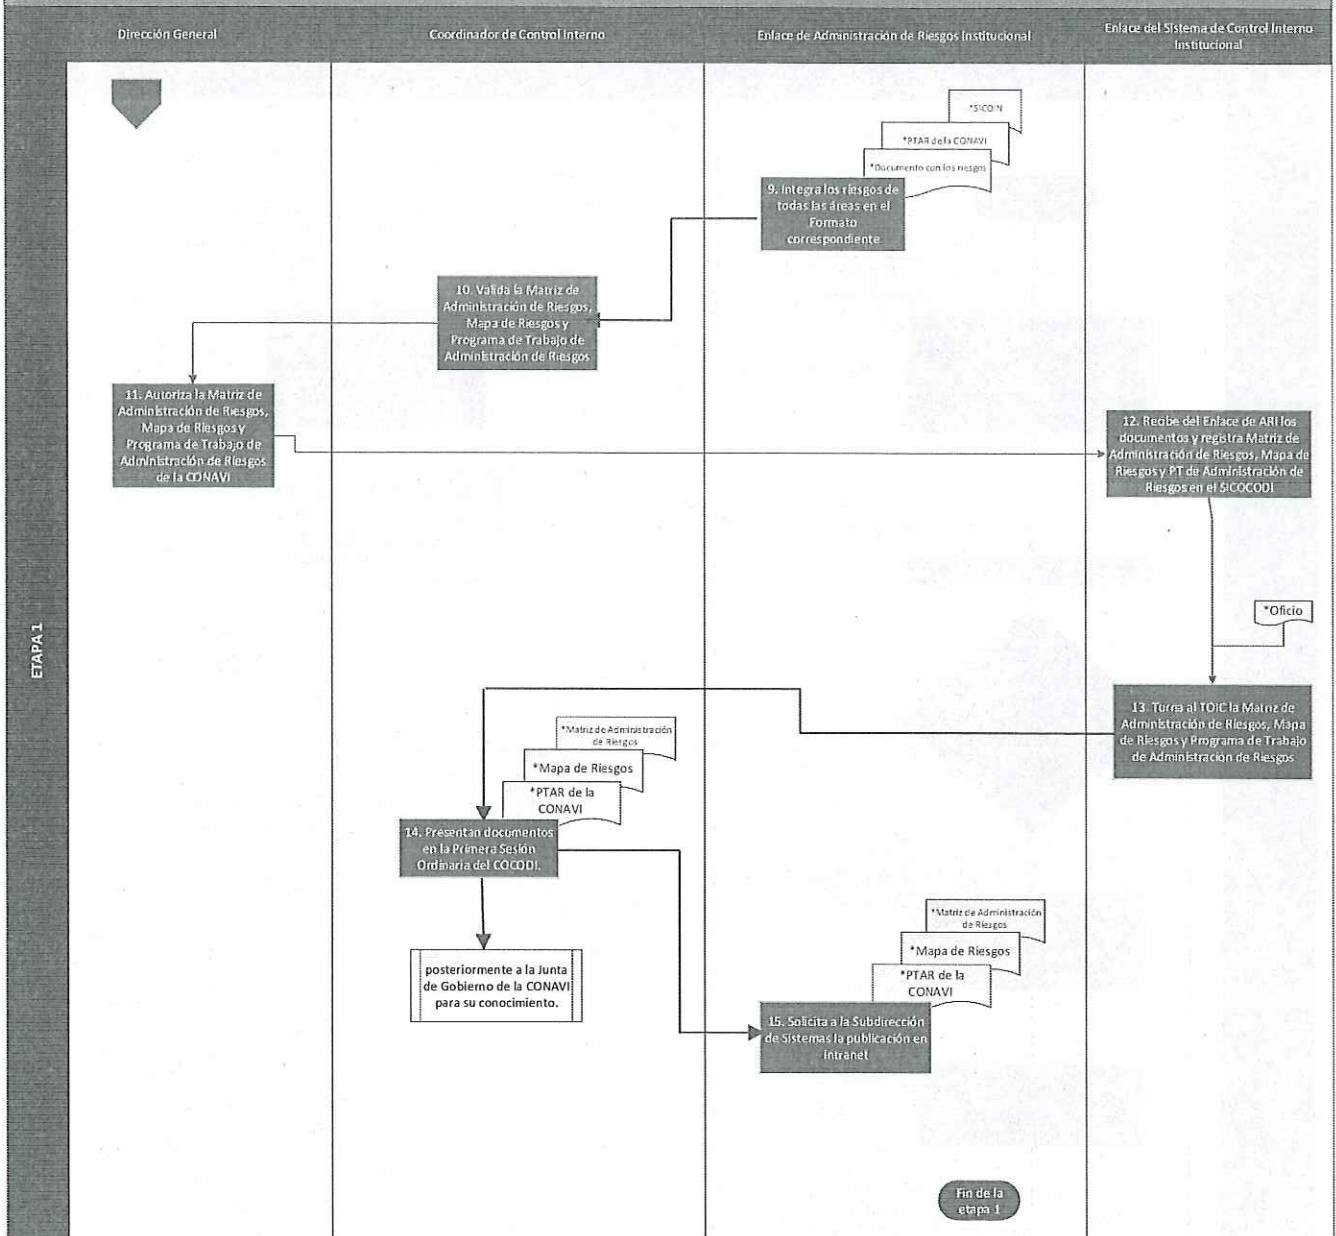 Dirección General
Coordinador de Control Interno
Enlace de Administración de Riesgos Institucional
Enlace del Sistema de Control Interno
Institucional
ETAPA 1
*SICOIN
*PTAR de la CONAVI
*Documento con los riesgos
9. Integra los riesgos de
todas las áreas en el
Formato
correspondiente
10. Valida la Matriz de
Administración de Riesgos,
Mapa de Riesgos y
Programa de Trabajo de
Administración de Riesgos
11. Autoriza la Matriz de
Administración de Riesgos,
Mapa de Riesgos y
Programa de Trabajo de
Administración de Riesgos
de la CONAVI
12. Recibe del Enlace de ARI los
documentos y registra Matriz de
Administración de Riesgos, Mapa de
Riesgos y PT de Administración de
Riesgos en el SICOCODI
*Oficio
13. Turna al TOIC la Matriz de
Administración de Riesgos, Mapa
de Riesgos y Programa de Trabajo
de Administración de Riesgos
*Matriz de Administración
de Riesgos
*Mapa de Riesgos
*PTAR de la
CONAVI
14. Presentan documentos
en la Primera Sesión
Ordinaria del COCODI.
posteriormente a la Junta
de Gobierno de la CONAVI
para su conocimiento.
*Matriz de Administración
de Riesgos
*Mapa de Riesgos
*PTAR de la
CONAVI
15. Solicita a la Subdirección
de Sistemas la publicación en
intranet
Fin de la
etapa 1